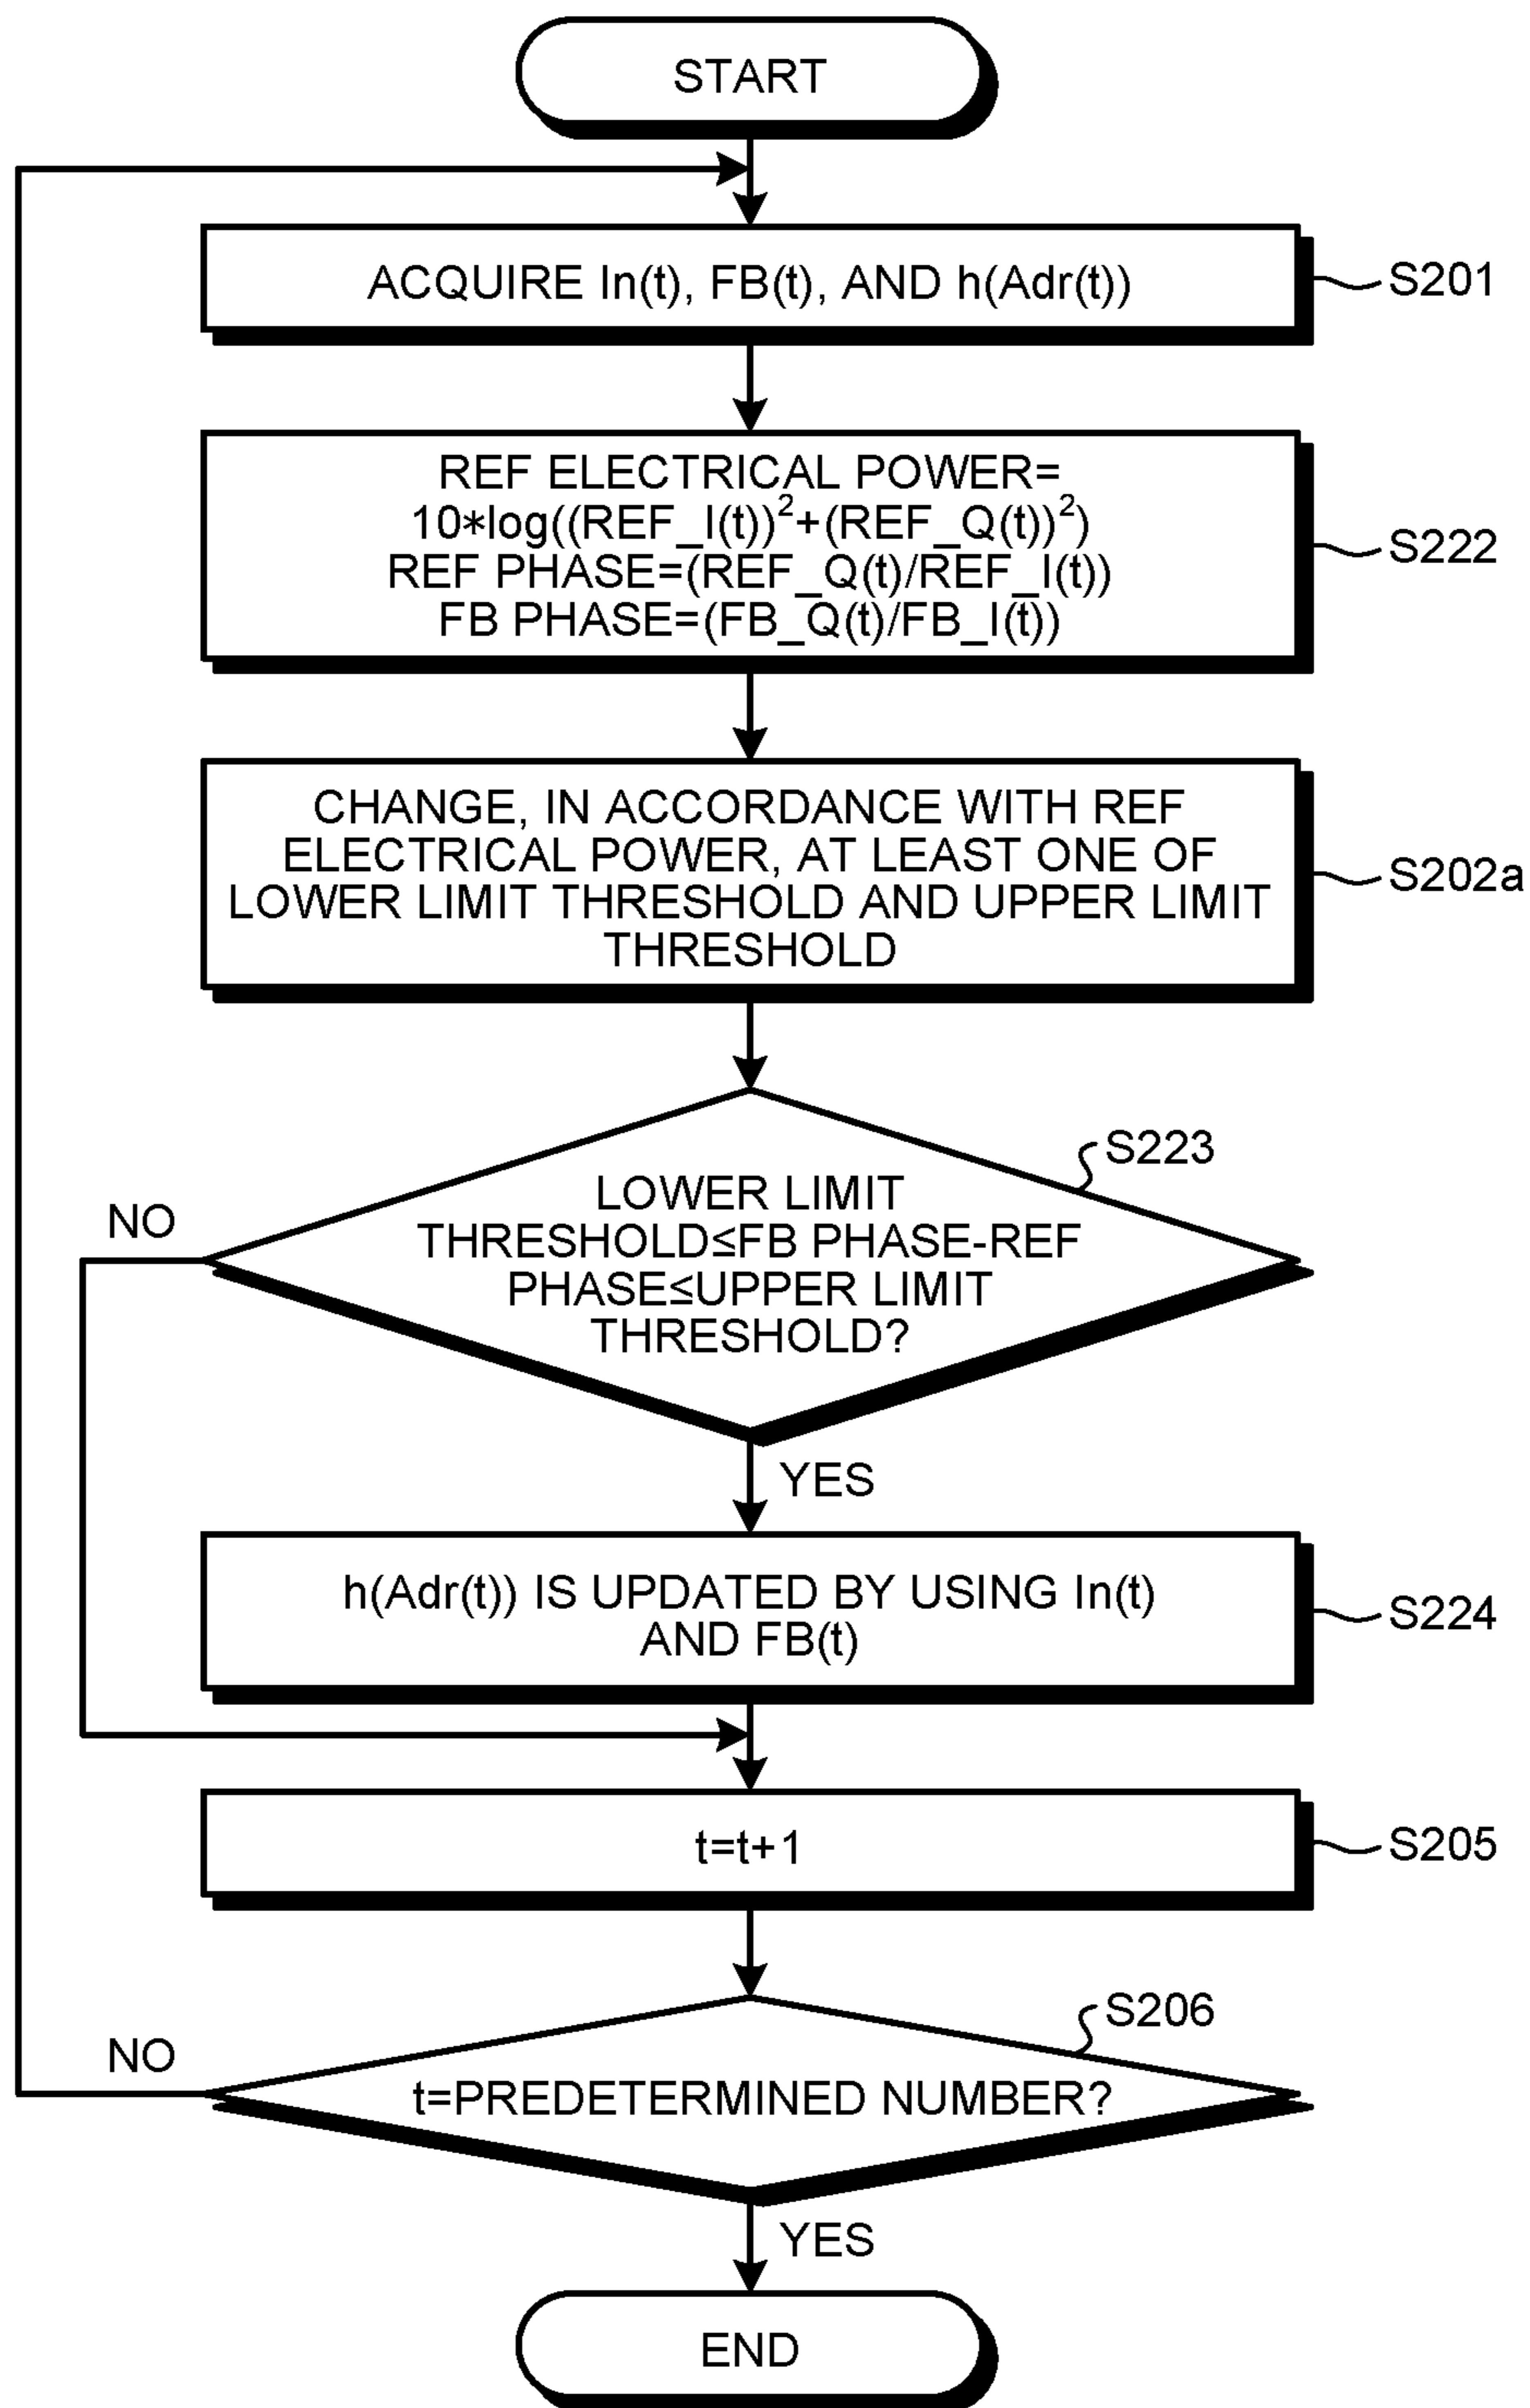 START
ACQUIRE In(t), FB(t), AND h(Adr(t))
S201
REF ELECTRICAL POWER=
10*log((REF_I(t))²+(REF_Q(t))²)
REF PHASE=(REF_Q(t)/REF_I(t))
FB PHASE=(FB_Q(t)/FB_I(t))
S222
CHANGE, IN ACCORDANCE WITH REF
ELECTRICAL POWER, AT LEAST ONE OF
LOWER LIMIT THRESHOLD AND UPPER LIMIT
THRESHOLD
S202a
S223
LOWER LIMIT
THRESHOLD≤FB PHASE-REF
PHASE≤UPPER LIMIT
THRESHOLD?
NO
YES
h(Adr(t)) IS UPDATED BY USING In(t)
AND FB(t)
S224
t=t+1
S205
S206
t=PREDETERMINED NUMBER?
NO
YES
END